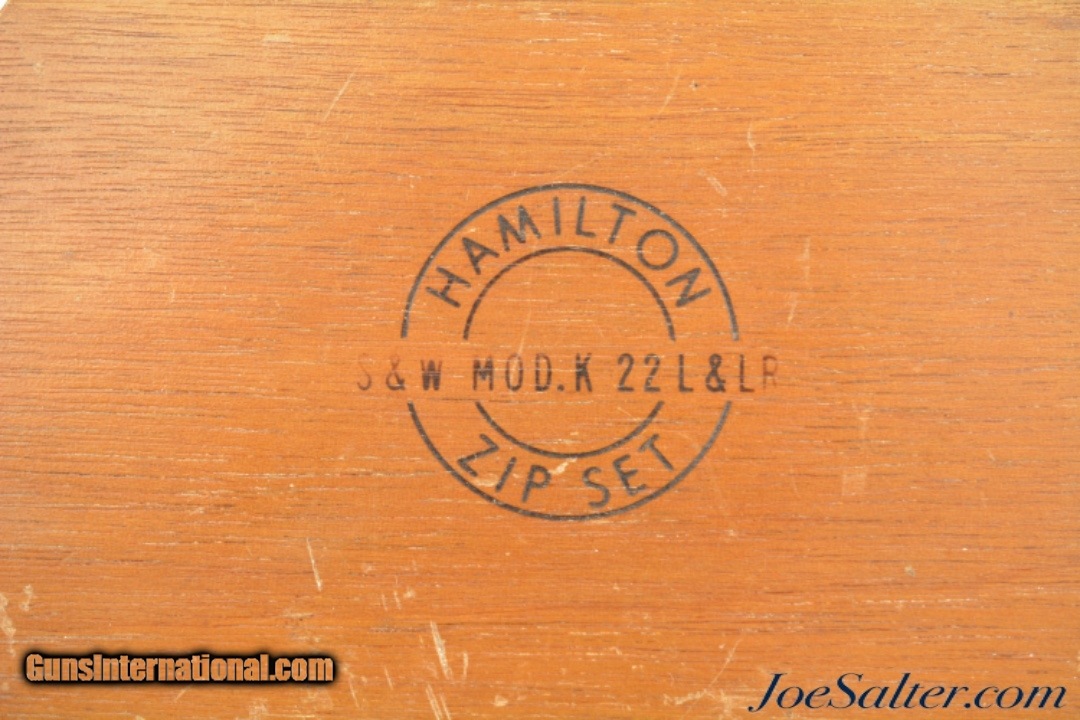 HAMILTON
S&W MOD.K 22 L&LR
ZIP SET
GunsInternational.com
JoeSalter.com